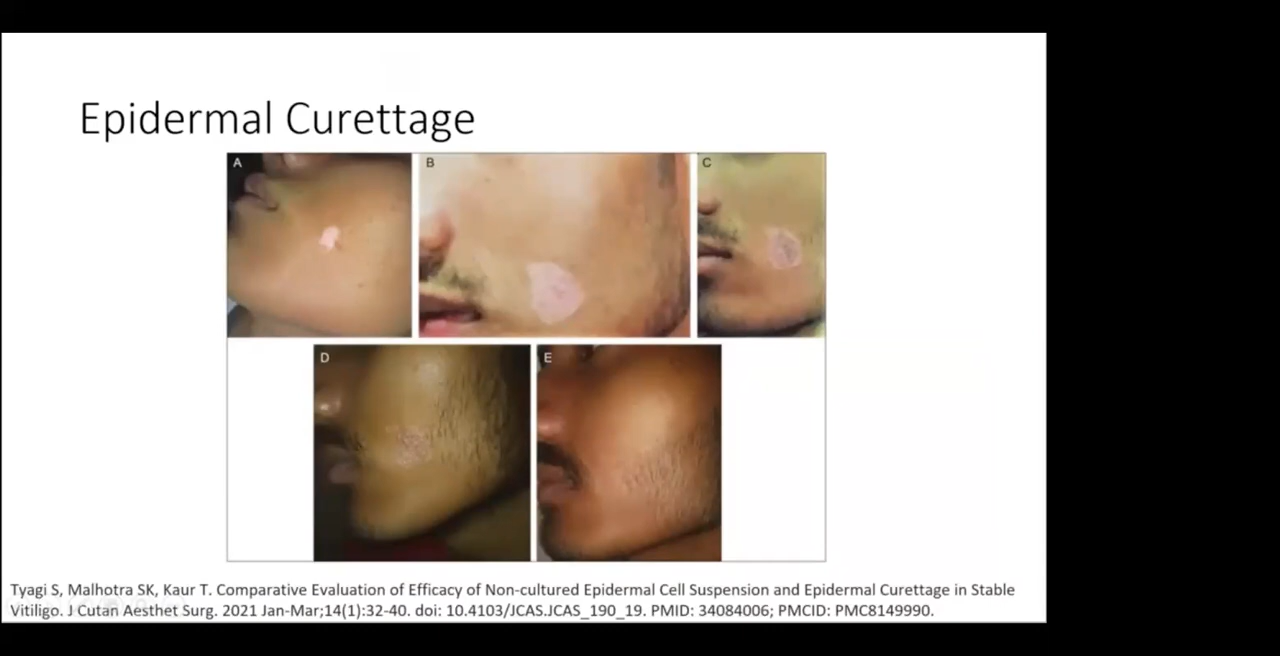 Epidermal Curettage
A
B
C
D
E
Tyagi S, Malhotra SK, Kaur T. Comparative Evaluation of Efficacy of Non-cultured Epidermal Cell Suspension and Epidermal Curettage in Stable
Vitiligo. J Cutan Aesthet Surg. 2021 Jan-Mar;14(1):32-40. doi: 10.4103/JCAS.JCAS_190_19. PMID: 34084006; PMCID: PMC8149990.